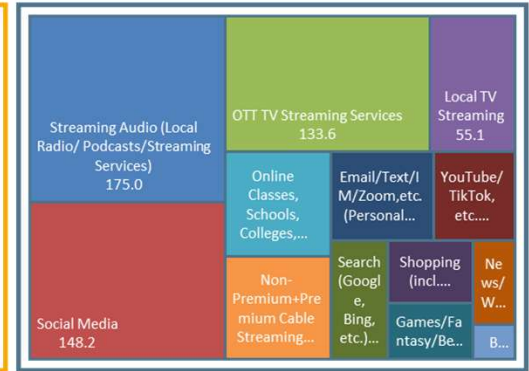 Streaming Audio (Local
Radio/ Podcasts/Streaming
Services)
175.0
Social Media
148.2
OTT TV Streaming Services
133.6
Local TV
Streaming
55.1
Online
Classes,
Schools,
Colleges,...
Non-
Premium+Pre
mium Cable
Streaming...
Email/Text/I
M/Zoom,etc.
(Personal...
YouTube/
TikTok,
etc....
Search
(Googl
e,
Bing,
etc.)...
Shopping
(incl....
Games/Fa
ntasy/Be...
Ne
ws/
W...
B...